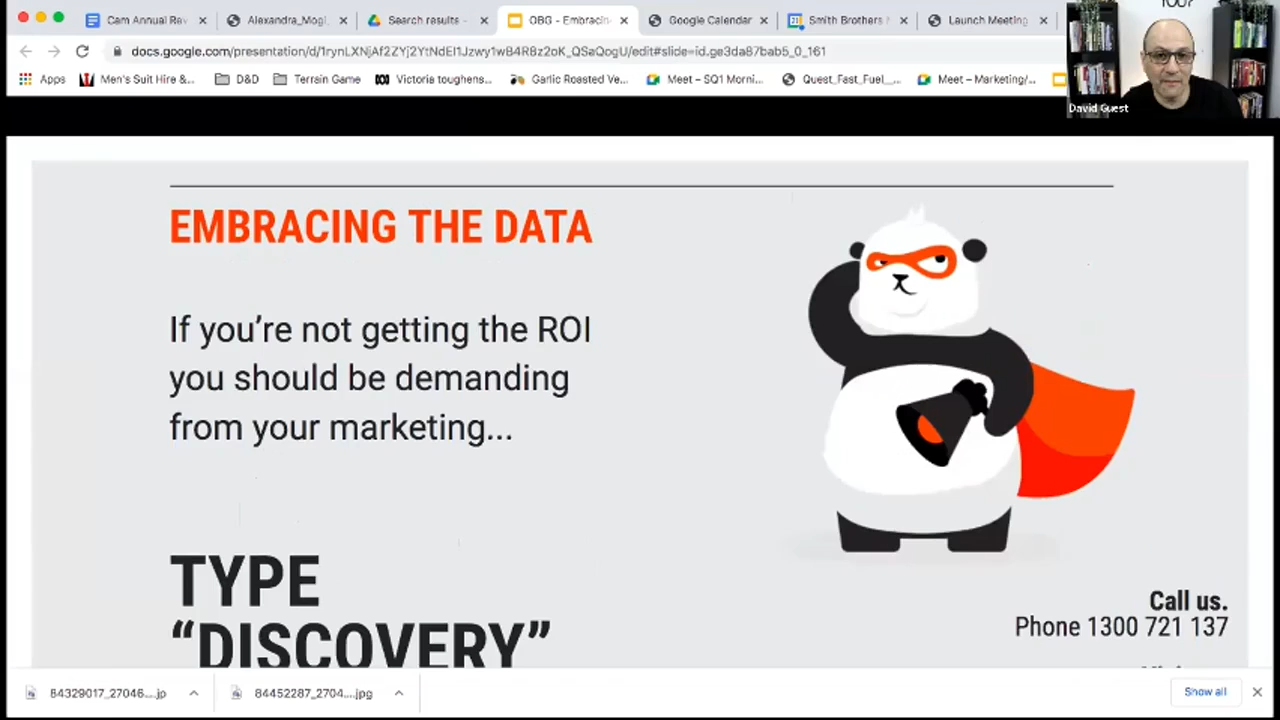 YOU?
Cam Annual Rev
Alexandra_Mogl
Search results -
OBG - Embracin
Google Calendar
Smith Brothers
Launch Meeting
docs.google.com/presentation/d/1rynLXNjAf2ZYj2YtNdEI1Jzwy1wB4R8z2oK_QSaQogU/edit#slide=id.ge3da87bab5_0_161
Apps
Men's Suit Hire &...
D&D
Terrain Game
Victoria toughens...
Garlic Roasted Ve...
Meet – SQ1 Morni...
Quest_Fast_Fuel_...
Meet – Marketing/...
David Guest
EMBRACING THE DATA
If you're not getting the ROI
you should be demanding
from your marketing...
TYPE
“DISCOVERY”
Call us.
Phone 1300 721 137
84329017_27046....jp
84452287_2704....jpg
Show all